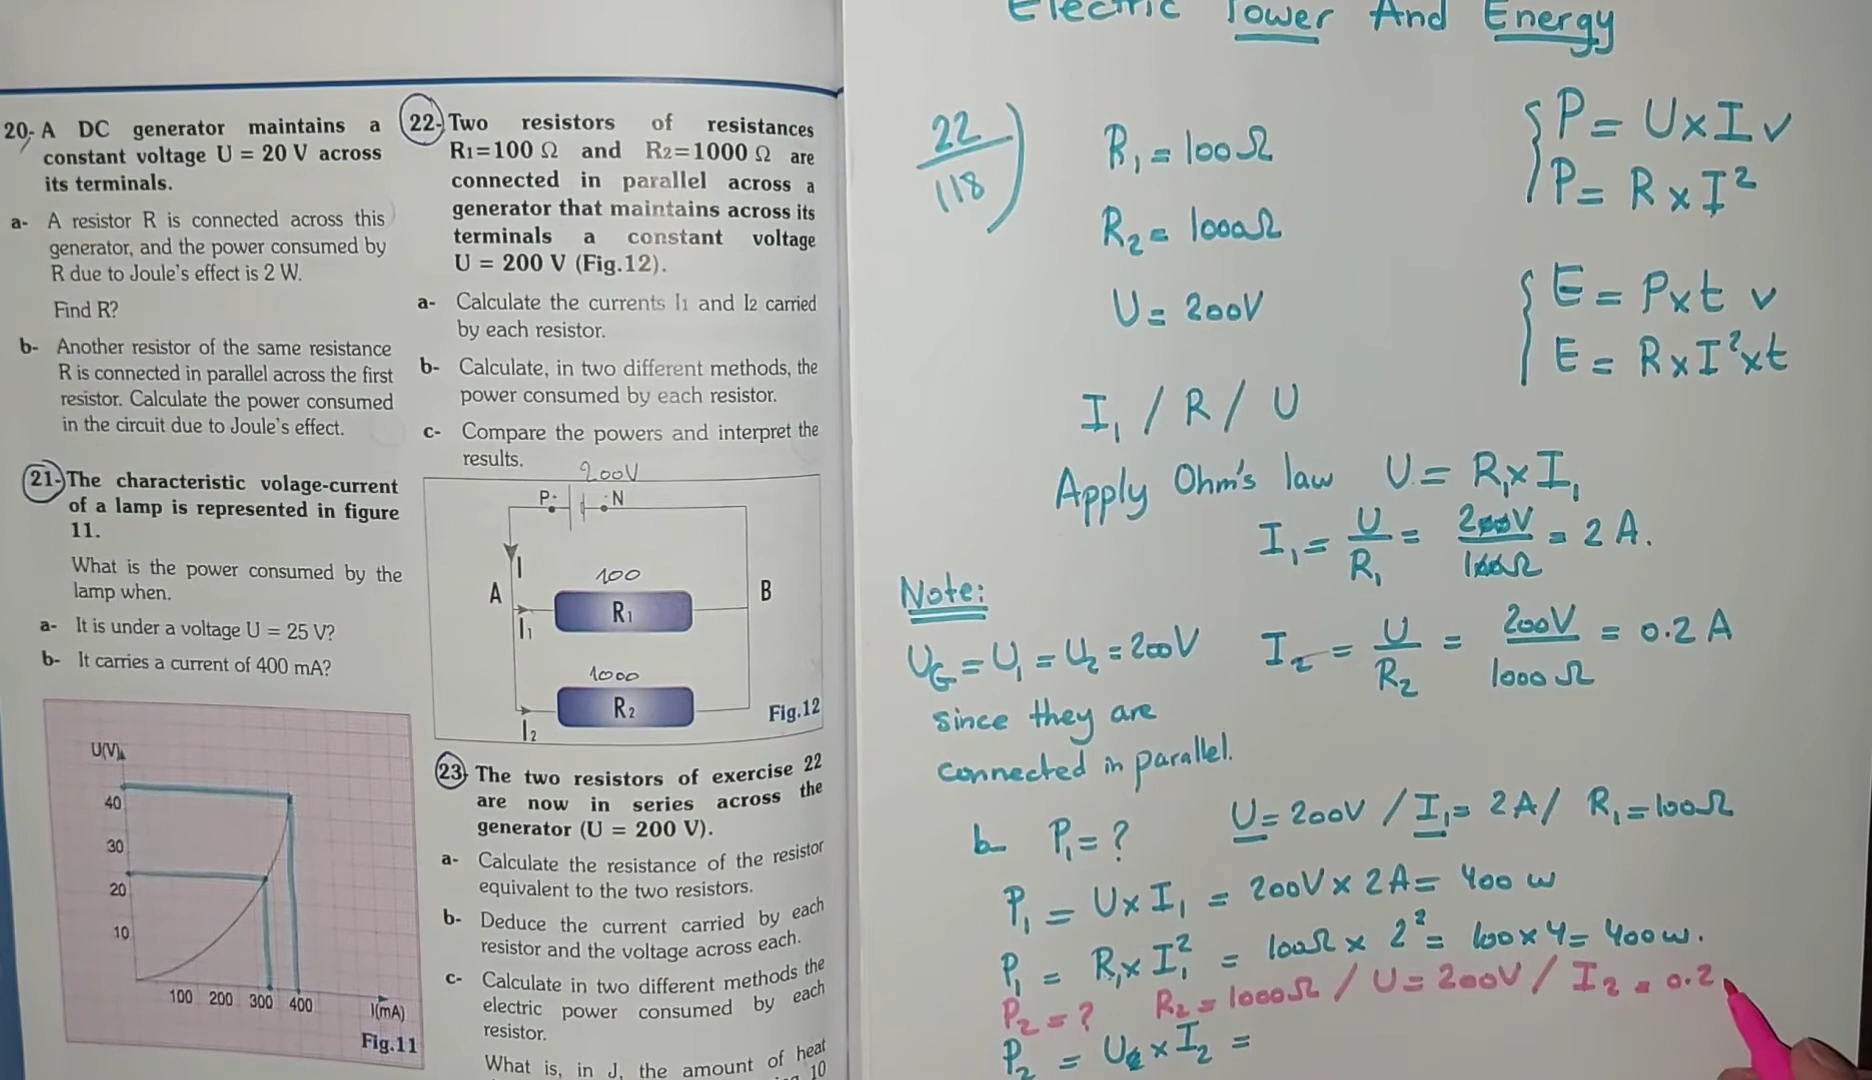 20- A DC generator maintains a
constant voltage U = 20 V across
its terminals.
a- A resistor R is connected across this
generator, and the power consumed by
R due to Joule's effect is 2 W.
Find R?
b- Another resistor of the same resistance
R is connected in parallel across the first
resistor. Calculate the power consumed
in the circuit due to Joule's effect.
21- The characteristic volage-current
of a lamp is represented in figure
11.
What is the power consumed by the
lamp when.
a- It is under a voltage U = 25 V?
b- It carries a current of 400 mA?
U(V)
40
30
20
10
100 200 300 400
I(mA)
Fig.11
22- Two resistors of resistances
R1=100 Ω and R2=1000 Ω are
connected in parallel across a
generator that maintains across its
terminals a constant voltage
U = 200 V (Fig.12).
a- Calculate the currents I1 and I2 carried
by each resistor.
b- Calculate, in two different methods, the
power consumed by each resistor.
c- Compare the powers and interpret the
results.
200V
P N
I
A 100 B
R1
I1
1000
R2
I2
Fig.12
23- The two resistors of exercise 22
are now in series across the
generator (U = 200 V).
a- Calculate the resistance of the resistor
equivalent to the two resistors.
b- Deduce the current carried by each
resistor and the voltage across each.
c- Calculate in two different methods the
electric power consumed by each
resistor.
What is, in J, the amount of heat
10
Electric Power And Energy
22/118)
R1 = 100Ω
R2 = 1000Ω
U = 200V
P = U×I ✓
P = R×I²
E = P×t ✓
E = R×I²×t
I1 / R / U
Apply Ohm's law U = R1×I1
I1 = U/R1 = 200V/100Ω = 2 A.
Note:
UG = U1 = U2 = 200V
since they are
connected in parallel.
I2 = U/R2 = 200V/1000Ω = 0.2 A
b P1 = ? U = 200V / I1 = 2A / R1 = 100Ω
P1 = U×I1 = 200V × 2A = 400 w
P1 = R1×I1² = 100Ω × 2² = 100×4 = 400w.
P2 = ? R2 = 1000Ω / U = 200V / I2 = 0.2
P2 = U2 × I2 =